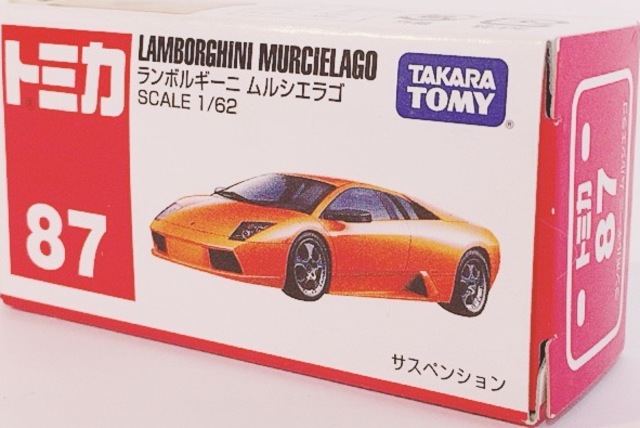 トミカ
LAMBORGHINI MURCIELAGO
ランボルギーニ ムルシエラゴ
SCALE 1/62
TAKARA
TOMY
®
87
サスペンション
トミカ
87